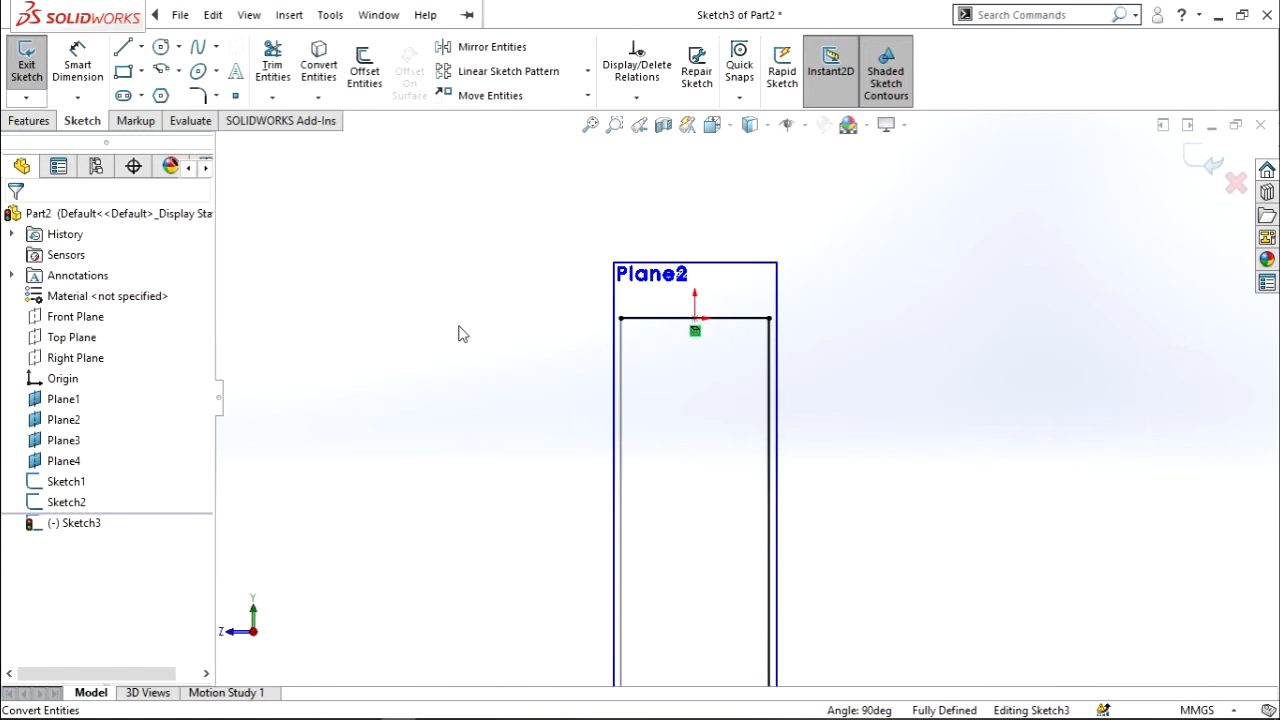 SOLIDWORKS
File Edit View Insert Tools Window Help
Sketch3 of Part2 *
Search Commands
?
Exit Sketch
Smart Dimension
Trim Entities
Convert Entities
Offset Entities
Offset On Surface
Mirror Entities
Linear Sketch Pattern
Move Entities
Display/Delete Relations
Repair Sketch
Quick Snaps
Rapid Sketch
Instant2D
Shaded Sketch Contours
Features Sketch Markup Evaluate SOLIDWORKS Add-Ins
Part2 (Default<<Default>_Display Sta
History
Sensors
Annotations
Material <not specified>
Front Plane
Top Plane
Right Plane
Origin
Plane1
Plane2
Plane3
Plane4
Sketch1
Sketch2
(-) Sketch3
Plane2
Y
Z
Model 3D Views Motion Study 1
Convert Entities
Angle: 90deg Fully Defined Editing Sketch3 MMGS